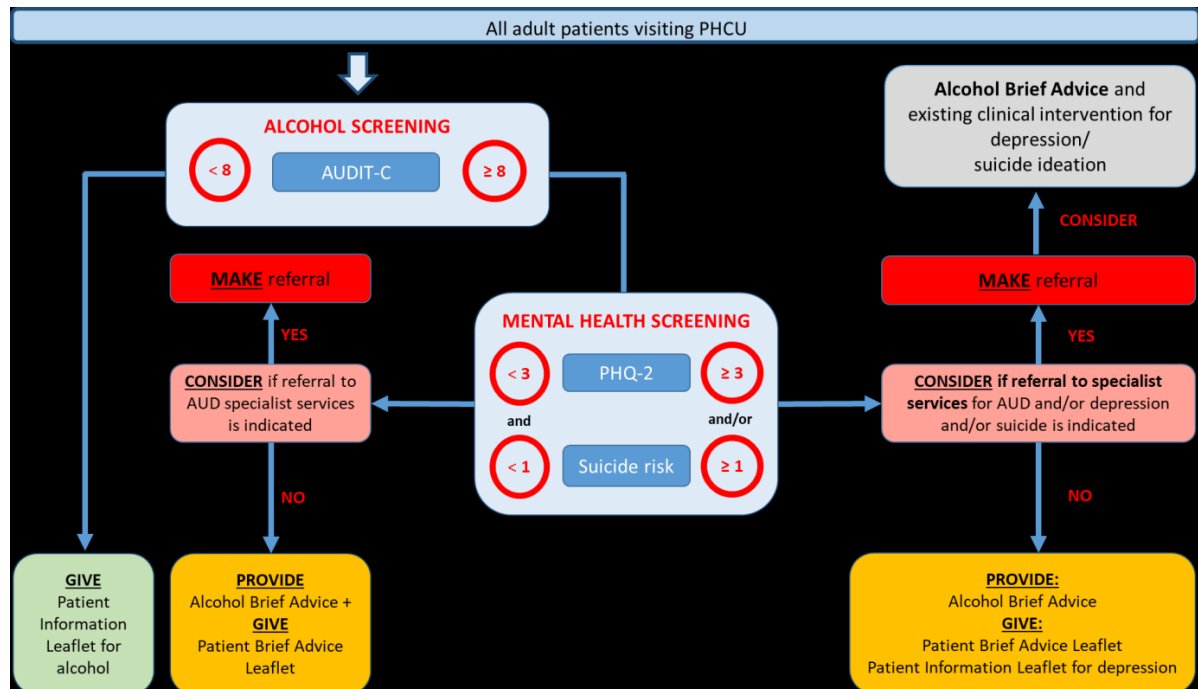 All adult patients visiting PHCU
ALCOHOL SCREENING
< 8
AUDIT-C
≥ 8
Alcohol Brief Advice and
existing clinical intervention for
depression/
suicide ideation
CONSIDER
MAKE referral
YES
CONSIDER if referral to
AUD specialist services
is indicated
NO
MENTAL HEALTH SCREENING
< 3
PHQ-2
≥ 3
and
and/or
< 1
Suicide risk
≥ 1
MAKE referral
YES
CONSIDER if referral to specialist
services for AUD and/or depression
and/or suicide is indicated
NO
GIVE
Patient
Information
Leaflet for
alcohol
PROVIDE
Alcohol Brief Advice +
GIVE
Patient Brief Advice
Leaflet
PROVIDE:
Alcohol Brief Advice
GIVE:
Patient Brief Advice Leaflet
Patient Information Leaflet for depression